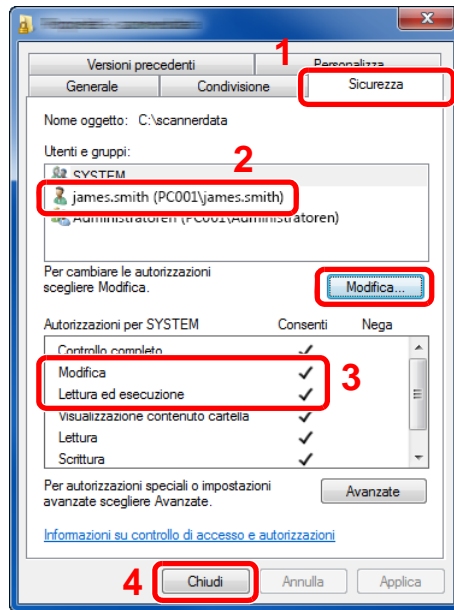 1
Versioni precedenti
Personalizza
Generale
Condivisione
Sicurezza
Nome oggetto: C:\scannerdata
Utenti e gruppi:
2
SYSTEM
james.smith (PC001\james.smith)
Administratoren (PC001\Administratoren)
Per cambiare le autorizzazioni
scegliere Modifica.
Modifica...
Autorizzazioni per SYSTEM
Consenti
Nega
Controllo completo
Modifica
Lettura ed esecuzione
3
Visualizzazione contenuto cartella
Lettura
Scrittura
Per autorizzazioni speciali o impostazioni
avanzate scegliere Avanzate.
Avanzate
Informazioni su controllo di accesso e autorizzazioni
4
Chiudi
Annulla
Applica